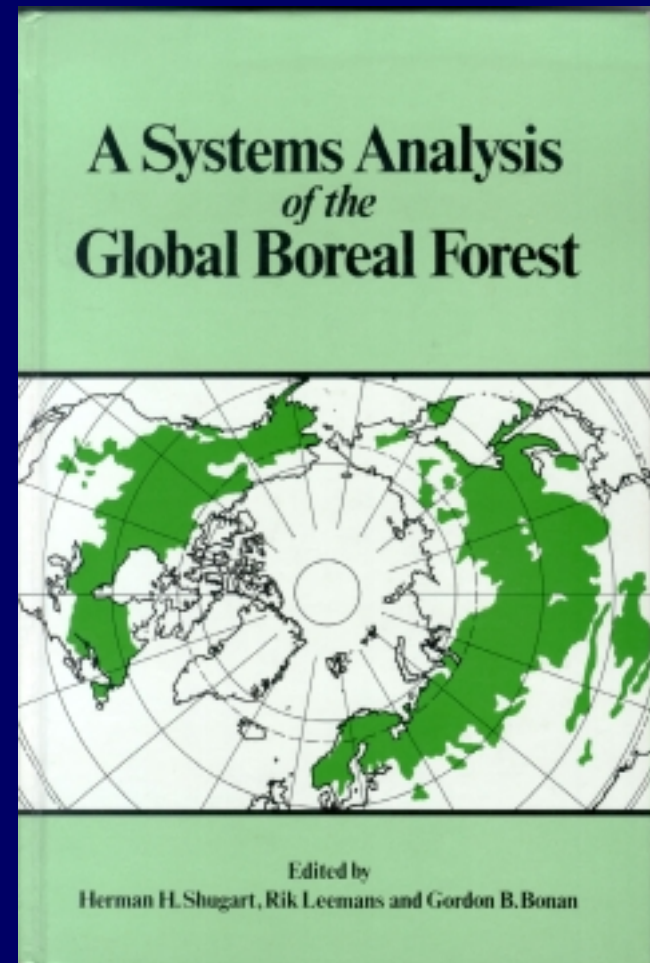 A Systems Analysis
of the
Global Boreal Forest
Edited by
Herman H. Shugart, Rik Leemans and Gordon B. Bonan